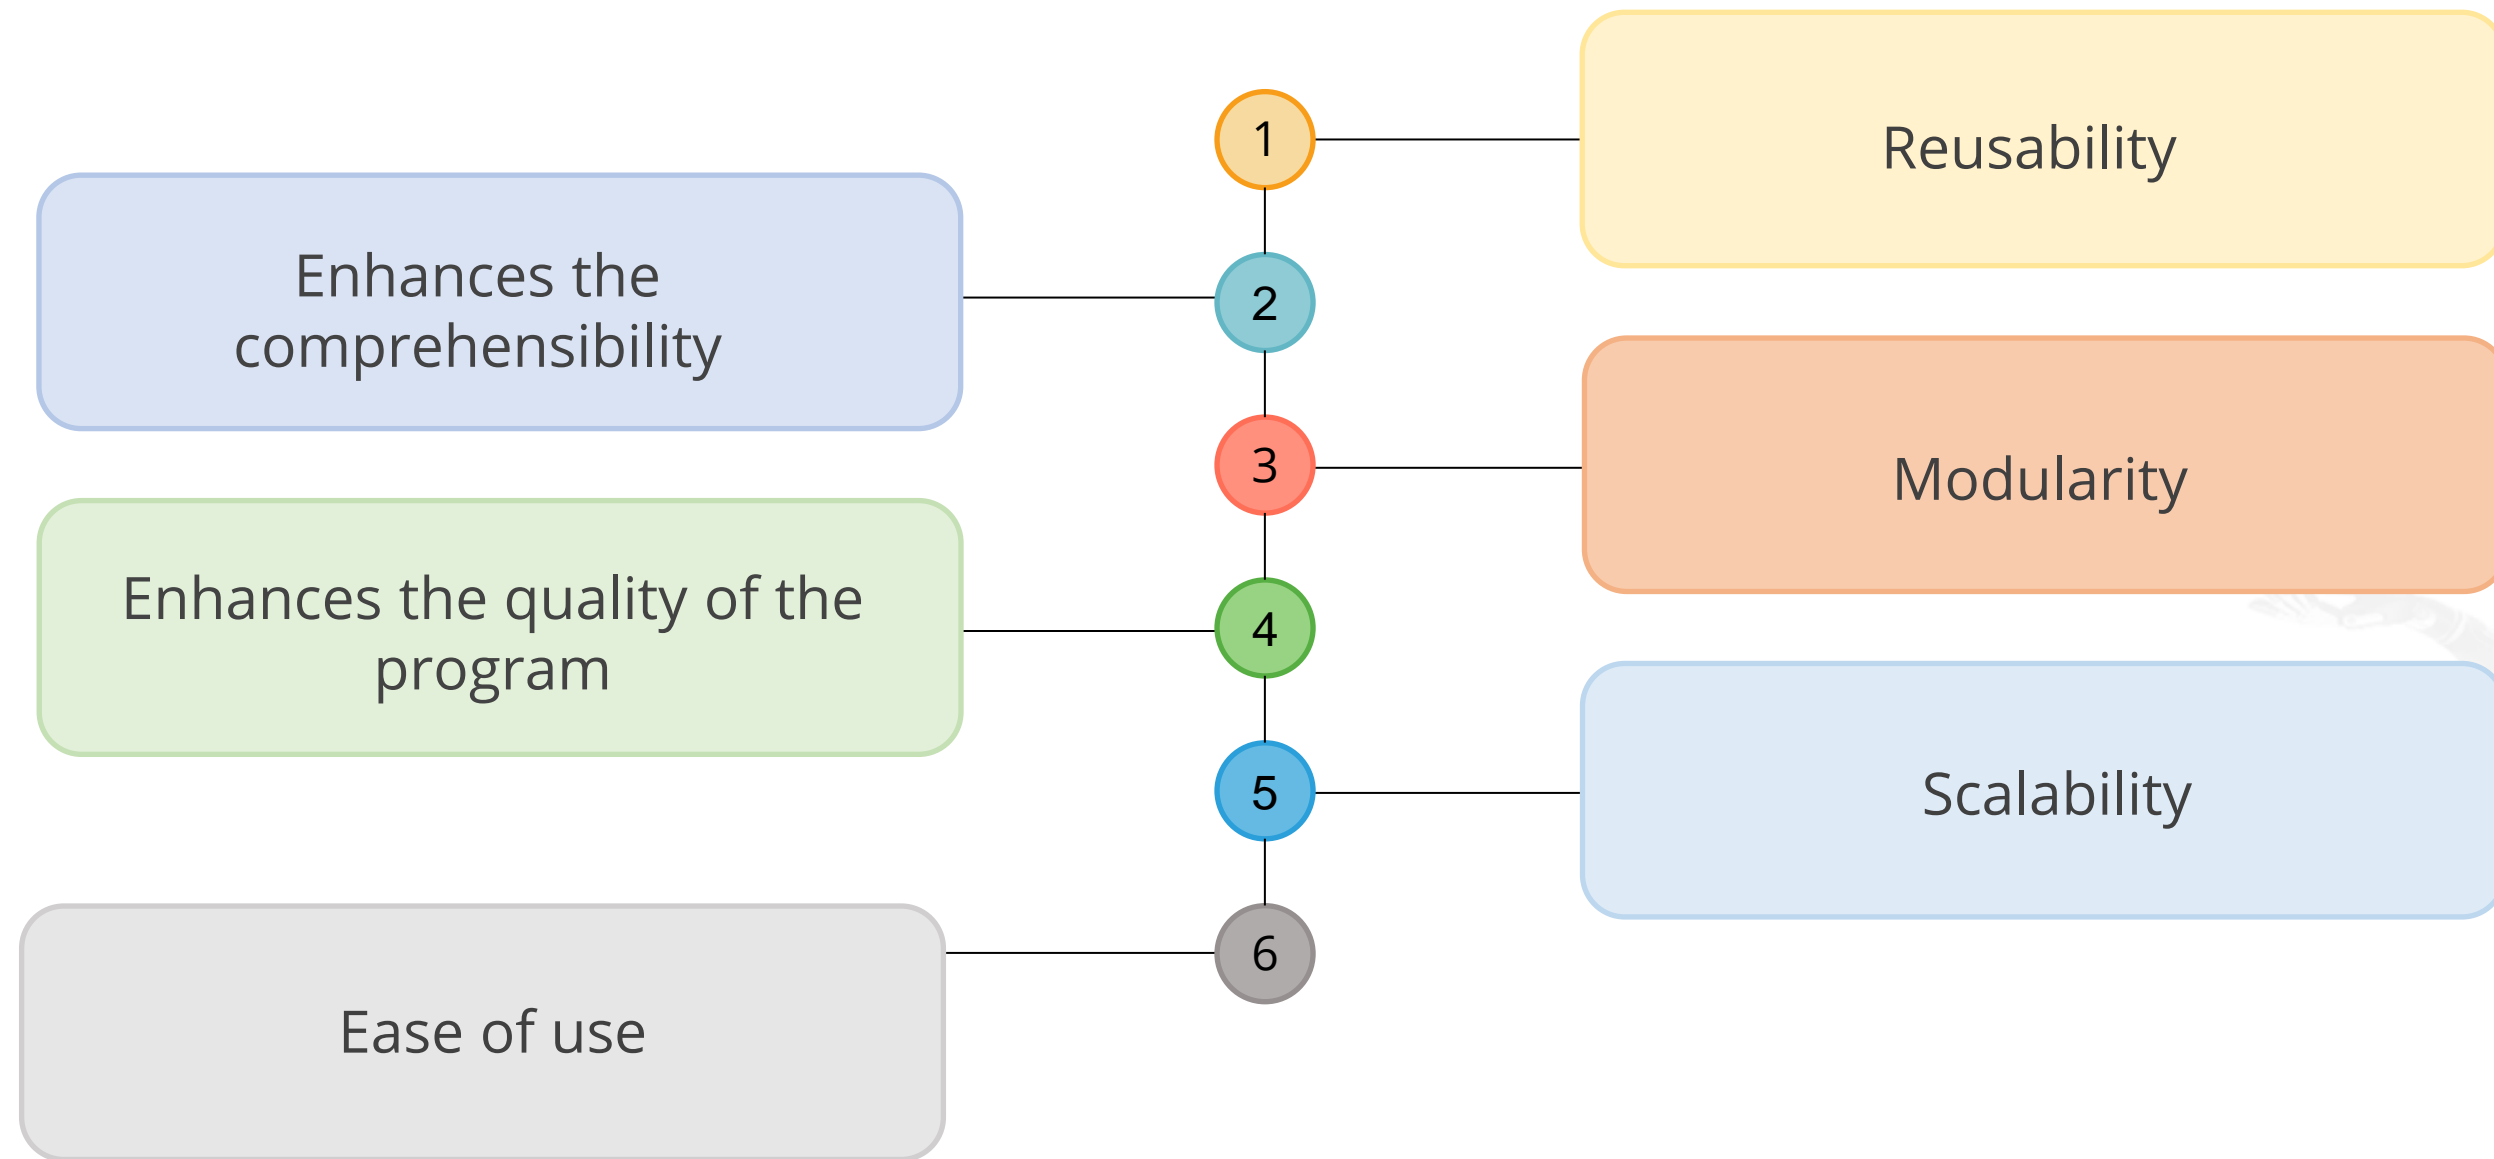 1
Reusability
2
Enhances the
comprehensibility
3
Modularity
4
Enhances the quality of the
program
5
Scalability
6
Ease of use